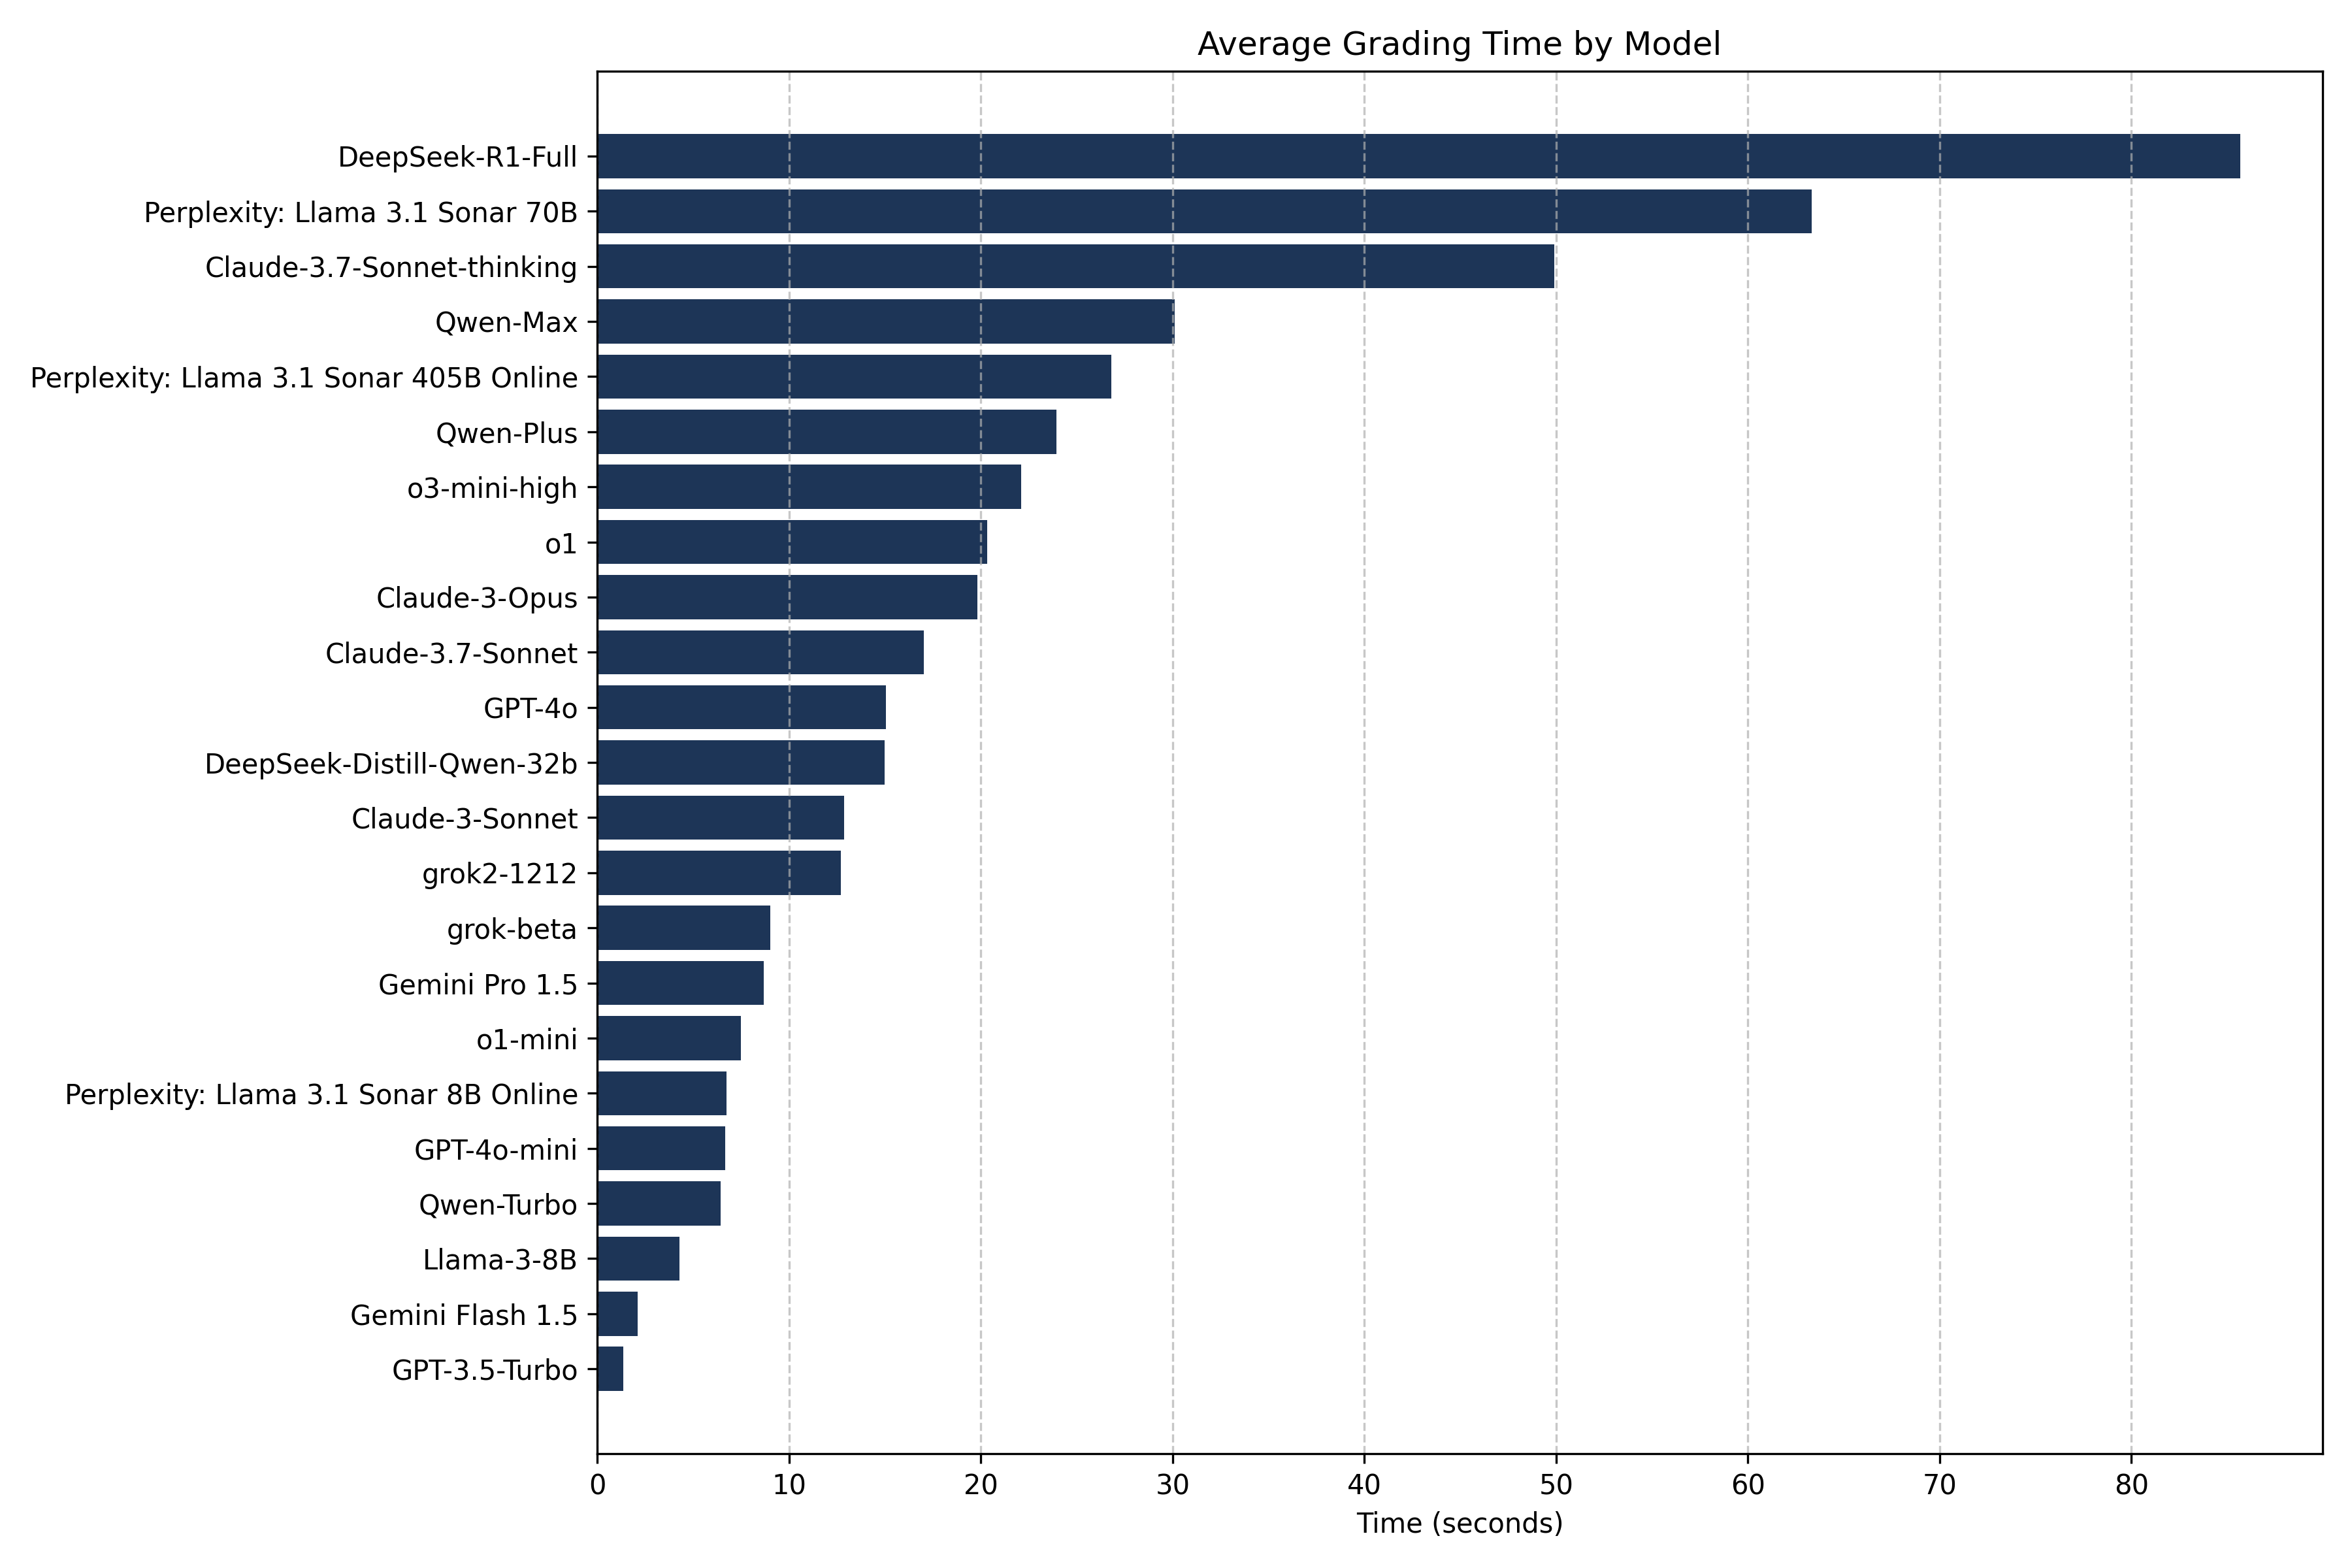 Average Grading Time by Model
DeepSeek-R1-Full
Perplexity: Llama 3.1 Sonar 70B
Claude-3.7-Sonnet-thinking
Qwen-Max
Perplexity: Llama 3.1 Sonar 405B Online
Qwen-Plus
o3-mini-high
o1
Claude-3-Opus
Claude-3.7-Sonnet
GPT-4o
DeepSeek-Distill-Qwen-32b
Claude-3-Sonnet
grok2-1212
grok-beta
Gemini Pro 1.5
o1-mini
Perplexity: Llama 3.1 Sonar 8B Online
GPT-4o-mini
Qwen-Turbo
Llama-3-8B
Gemini Flash 1.5
GPT-3.5-Turbo
0 10 20 30 40 50 60 70 80
Time (seconds)